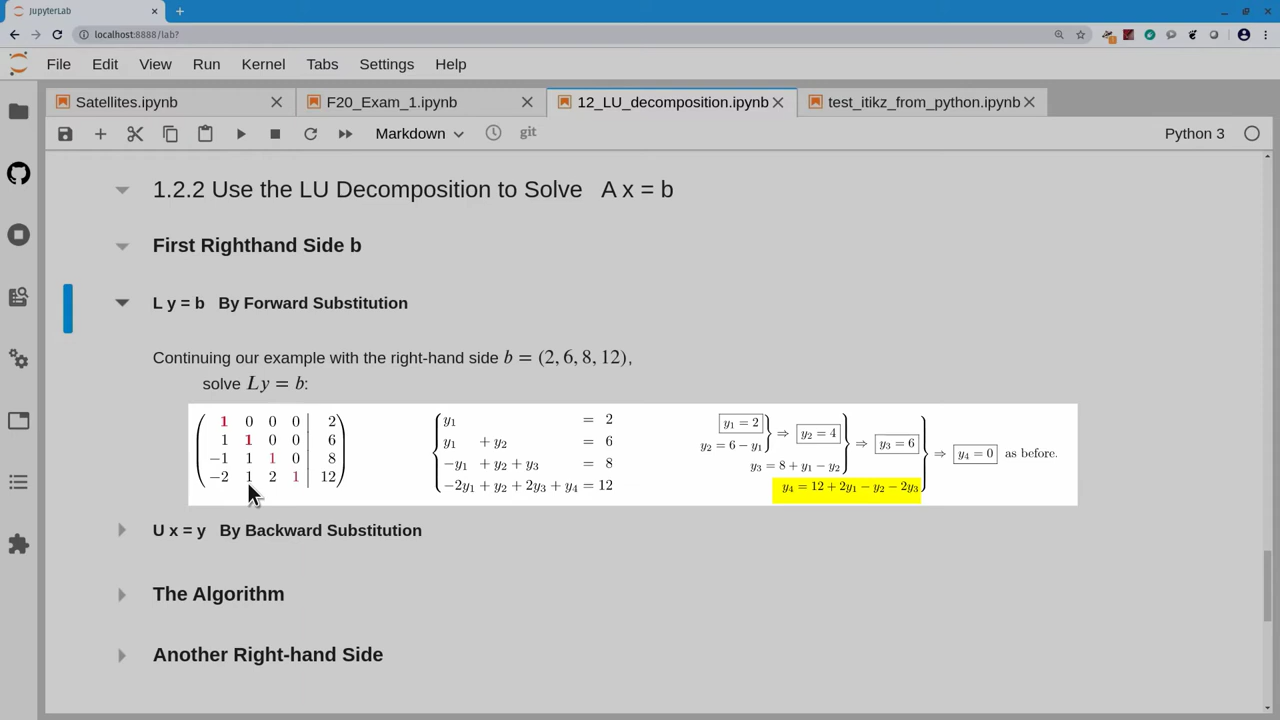 JupyterLab
localhost:8888/lab?
File Edit View Run Kernel Tabs Settings Help
Satellites.ipynb F20_Exam_1.ipynb 12_LU_decomposition.ipynb test_itikz_from_python.ipynb
Markdown git Python 3
1.2.2 Use the LU Decomposition to Solve A x = b
First Righthand Side b
L y = b By Forward Substitution
Continuing our example with the right-hand side b = (2, 6, 8, 12),
solve Ly = b:
1 0 0 0 | 2
1 1 0 0 | 6
−1 1 1 0 | 8
−2 1 2 1 | 12
y₁ = 2
y₁ + y₂ = 6
−y₁ + y₂ + y₃ = 8
−2y₁ + y₂ + 2y₃ + y₄ = 12
y₁ = 2
y₂ = 6 − y₁ } ⇒ y₂ = 4
y₃ = 8 + y₁ − y₂ } ⇒ y₃ = 6
y₄ = 12 + 2y₁ − y₂ − 2y₃ } ⇒ y₄ = 0 as before.
U x = y By Backward Substitution
The Algorithm
Another Right-hand Side